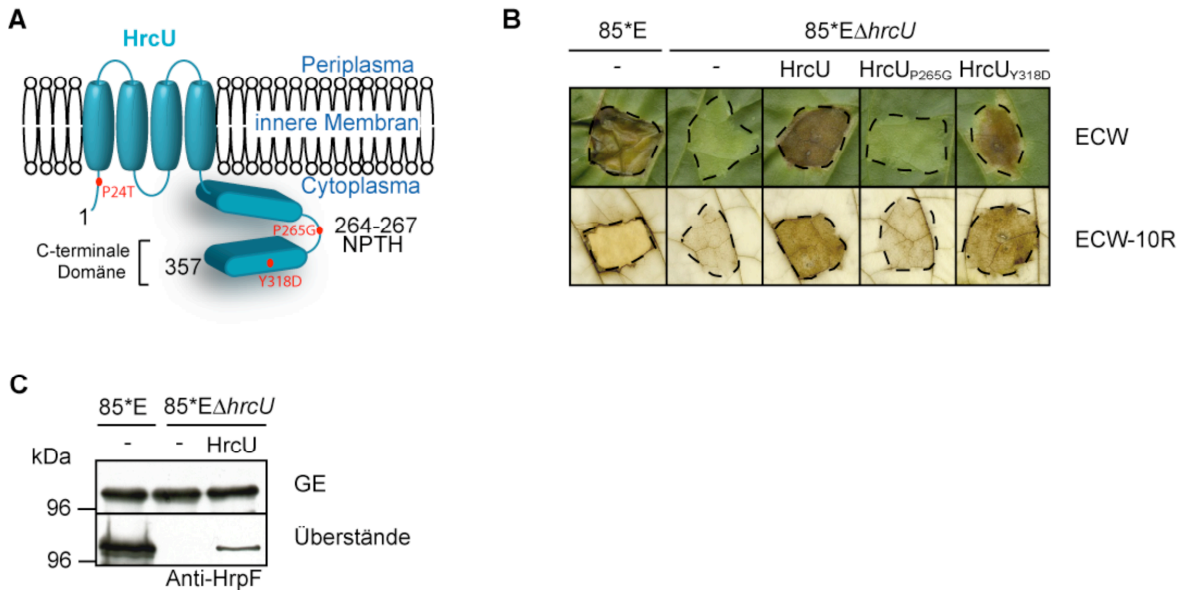 A
HrcU
Periplasma
innere Membran
Cytoplasma
P24T
1
P265G
264-267
NPTH
C-terminale
Domäne
357
Y318D
B
85*E 85*EΔhrcU
- - HrcU HrcUP265G HrcUY318D
ECW
ECW-10R
C
85*E 85*EΔhrcU
- - HrcU
kDa
GE
96
Überstände
96
Anti-HrpF